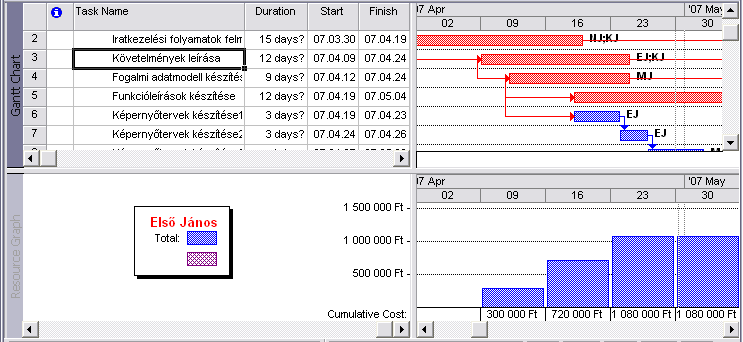 Task Name Duration Start Finish
'07 Apr '07 May
02 09 16 23 30
2 Iratkezelési folyamatok felm 15 days? 07.03.30 07.04.19 NJ;KJ
3 Követelmények leírása 12 days? 07.04.09 07.04.24 EJ;KJ
4 Fogalmi adatmodell készítés 9 days? 07.04.12 07.04.24 MJ
5 Funkcióleírások készítése 12 days? 07.04.19 07.05.04
6 Képernyőtervek készítése1 3 days? 07.04.19 07.04.23 EJ
7 Képernyőtervek készítése2 3 days? 07.04.24 07.04.26 EJ
Gantt Chart
07 Apr '07 May
02 09 16 23 30
Első János
Total:
1 500 000 Ft
1 000 000 Ft
500 000 Ft
Cumulative Cost: 300 000 Ft 720 000 Ft 1 080 000 Ft 1 080 000 Ft
Resource Graph